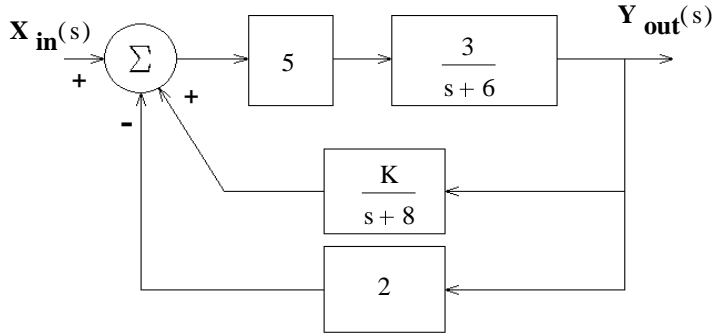 X in(s)
Y out(s)
+
Σ
5
3
s + 6
+
-
K
s + 8
2